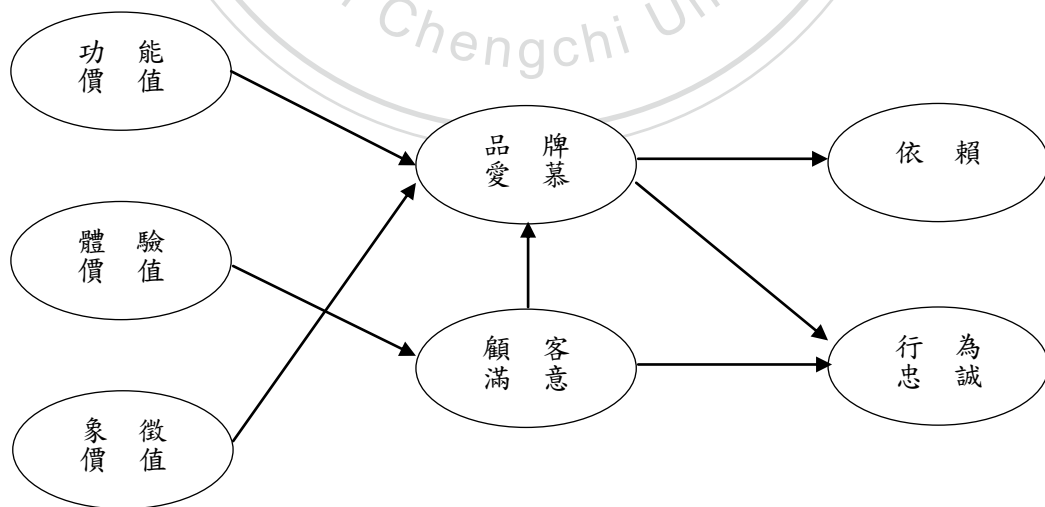 Chengchi Uni
功 能
價 值
體 驗
價 值
象 徵
價 值
品 牌
愛 慕
顧 客
滿 意
依 賴
行 為
忠 誠